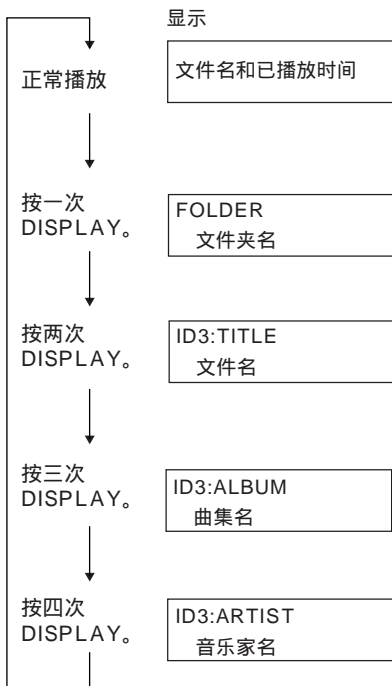 显示
正常播放
文件名和已播放时间
按一次
DISPLAY。
FOLDER
文件夹名
按两次
DISPLAY。
ID3:TITLE
文件名
按三次
DISPLAY。
ID3:ALBUM
曲集名
按四次
DISPLAY。
ID3:ARTIST
音乐家名